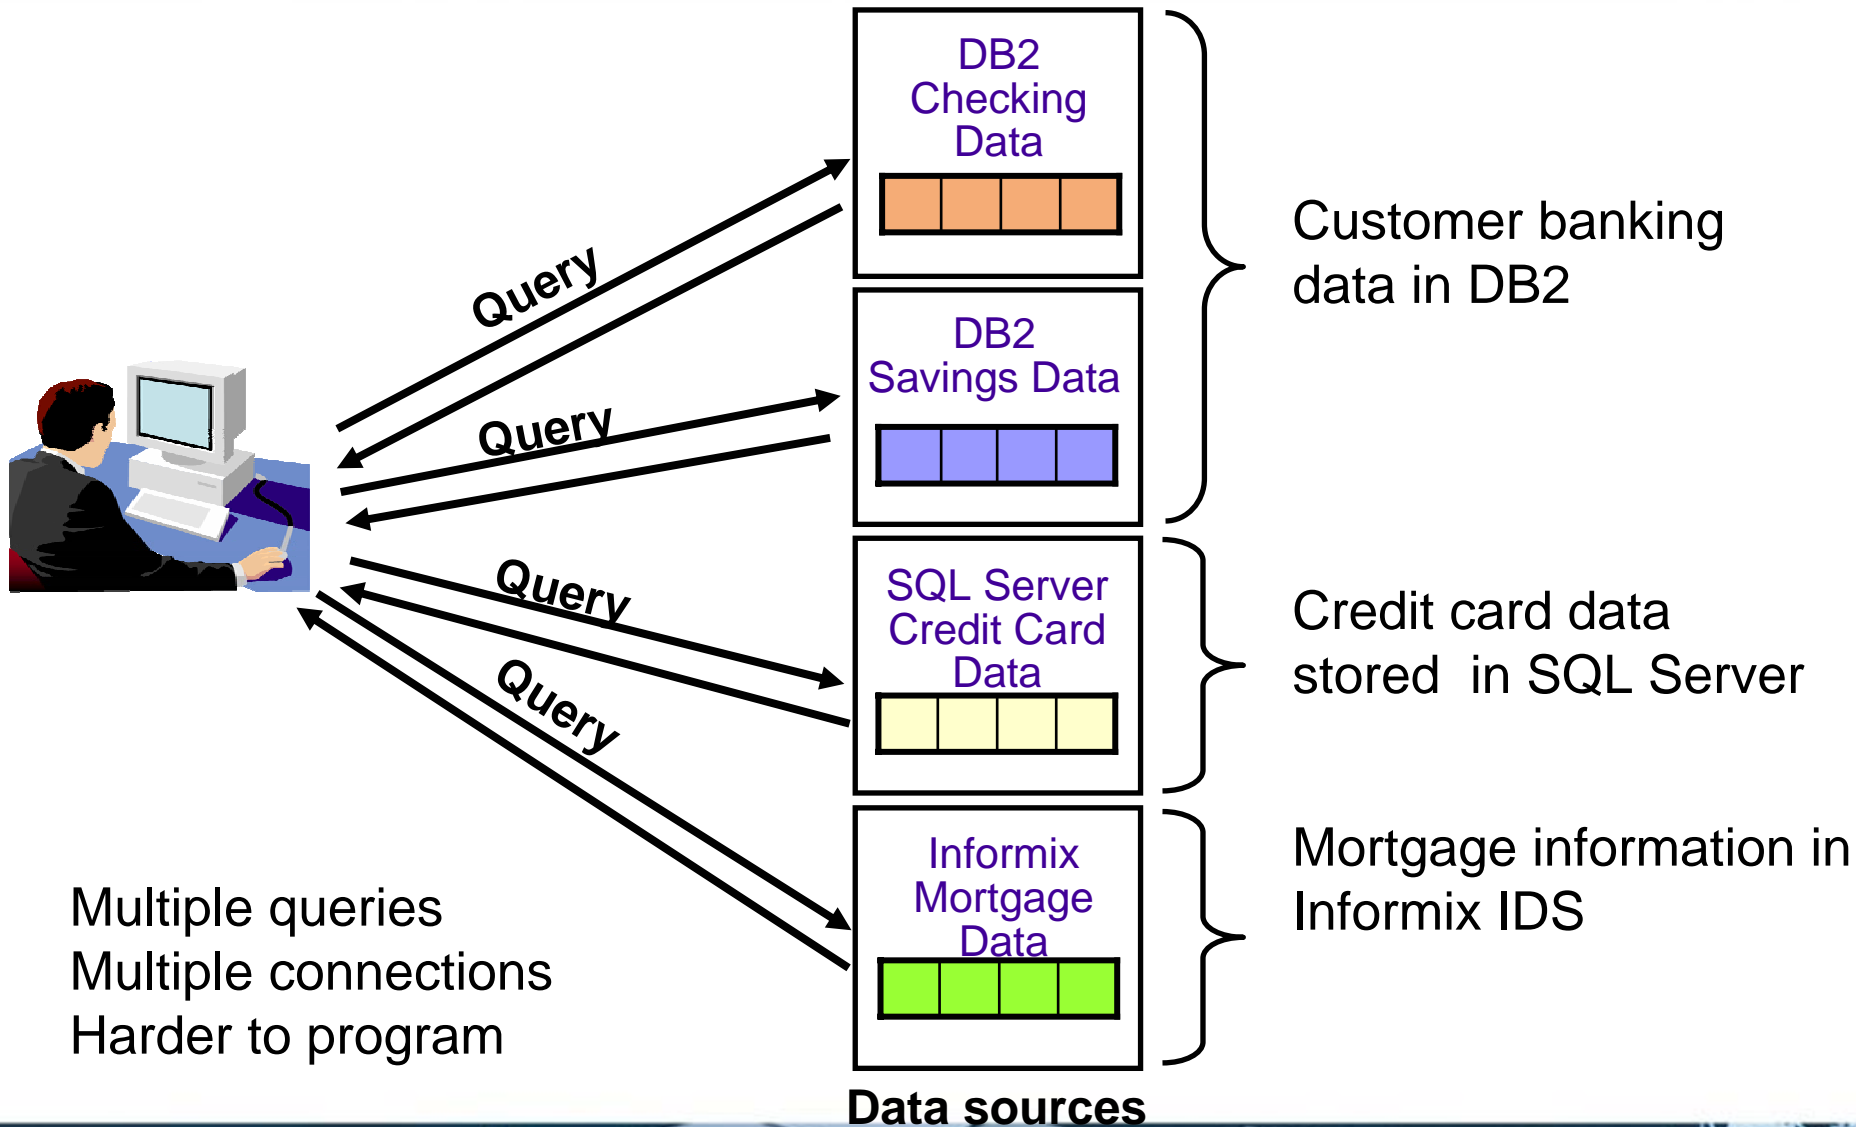 DB2
Checking
Data
Query
Customer banking
data in DB2
DB2
Savings Data
Query
SQL Server
Credit Card
Data
Query
Credit card data
stored  in SQL Server
Query
Informix
Mortgage
Data
Mortgage information in
Informix IDS
Multiple queries
Multiple connections
Harder to program
Data sources